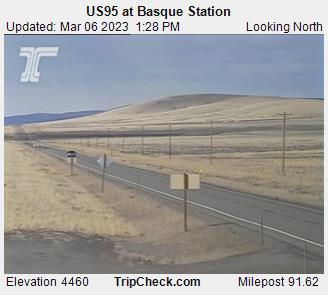 US95 at Basque Station
Updated: Mar 06 2023 1:28 PM Looking North
Elevation 4460 TripCheck.com Milepost 91.62